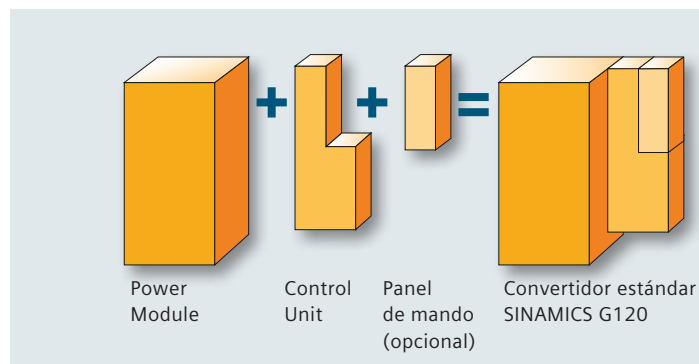 + + =
Power
Module
Control
Unit
Panel
de mando
(opcional)
Convertidor estándar
SINAMICS G120